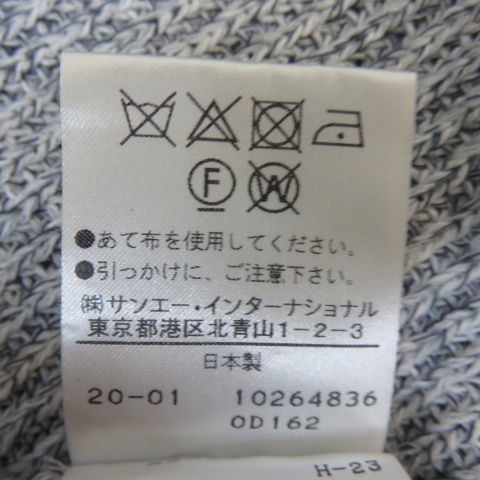 F W
●あて布を使用してください。
●引っかけに、ご注意下さい。
㈱サンエー・インターナショナル
東京都港区北青山1-2-3
日本製
20-01 10264836
OD162
H-23